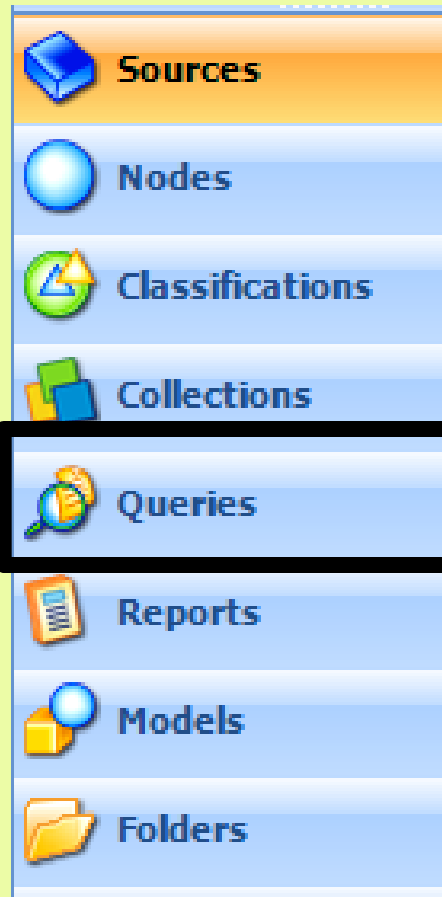 Sources
Nodes
Classifications
Collections
Queries
Reports
Models
Folders